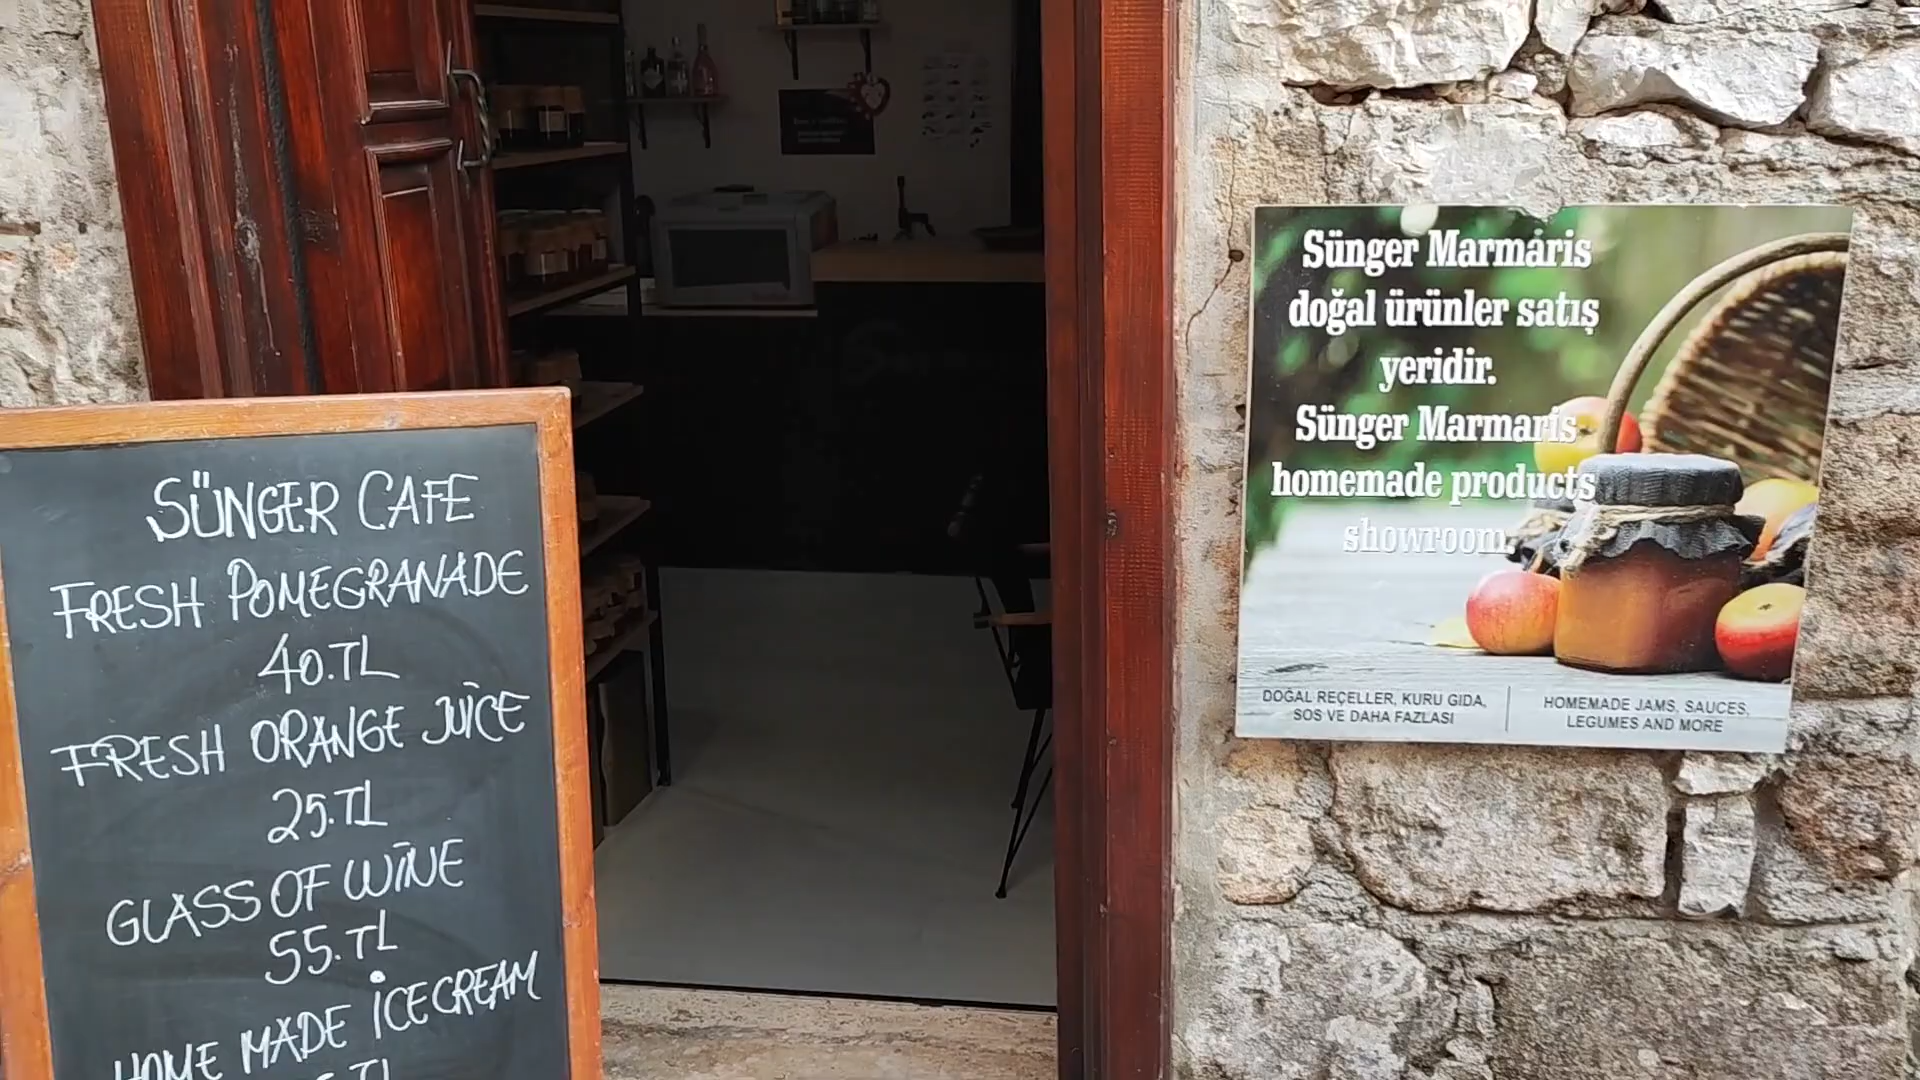 SÜNGER CAFE
FRESH POMEGRANADE
40.TL
FRESH ORANGE JUICE
25.TL
GLASS OF WINE
55.TL
HOME MADE ICECREAM
TL
Sünger Marmaris
doğal ürünler satış
yeridir.
Sünger Marmaris
homemade products
showroom.
DOĞAL REÇELLER, KURU GIDA,
SOS VE DAHA FAZLASI
HOMEMADE JAMS, SAUCES,
LEGUMES AND MORE